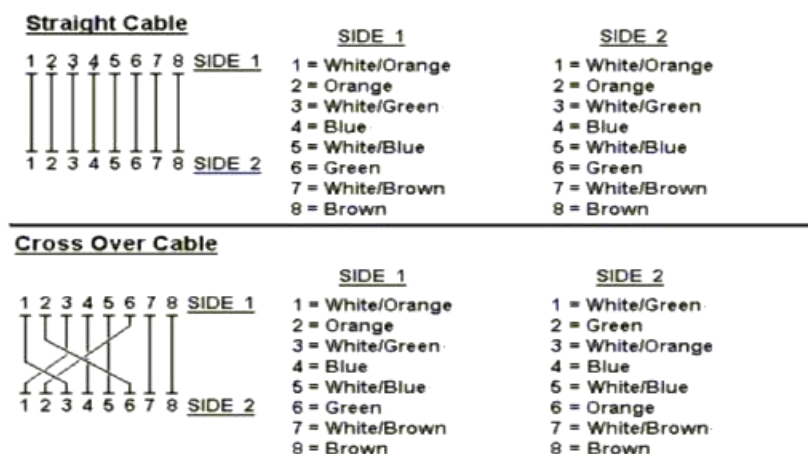 Straight Cable
1 2 3 4 5 6 7 8 SIDE 1
1 2 3 4 5 6 7 8 SIDE 2
SIDE 1
1 = White/Orange
2 = Orange
3 = White/Green
4 = Blue
5 = White/Blue
6 = Green
7 = White/Brown
8 = Brown
SIDE 2
1 = White/Orange
2 = Orange
3 = White/Green
4 = Blue
5 = White/Blue
6 = Green
7 = White/Brown
8 = Brown
Cross Over Cable
1 2 3 4 5 6 7 8 SIDE 1
1 2 3 4 5 6 7 8 SIDE 2
SIDE 1
1 = White/Orange
2 = Orange
3 = White/Green
4 = Blue
5 = White/Blue
6 = Green
7 = White/Brown
8 = Brown
SIDE 2
1 = White/Green
2 = Green
3 = White/Orange
4 = Blue
5 = White/Blue
6 = Orange
7 = White/Brown
8 = Brown